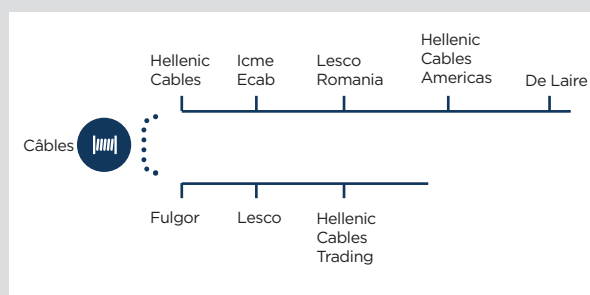 Hellenic
Cables
Icme
Ecab
Lesco
Romania
Hellenic
Cables
Americas
De Laire
Câbles
Fulgor
Lesco
Hellenic
Cables
Trading